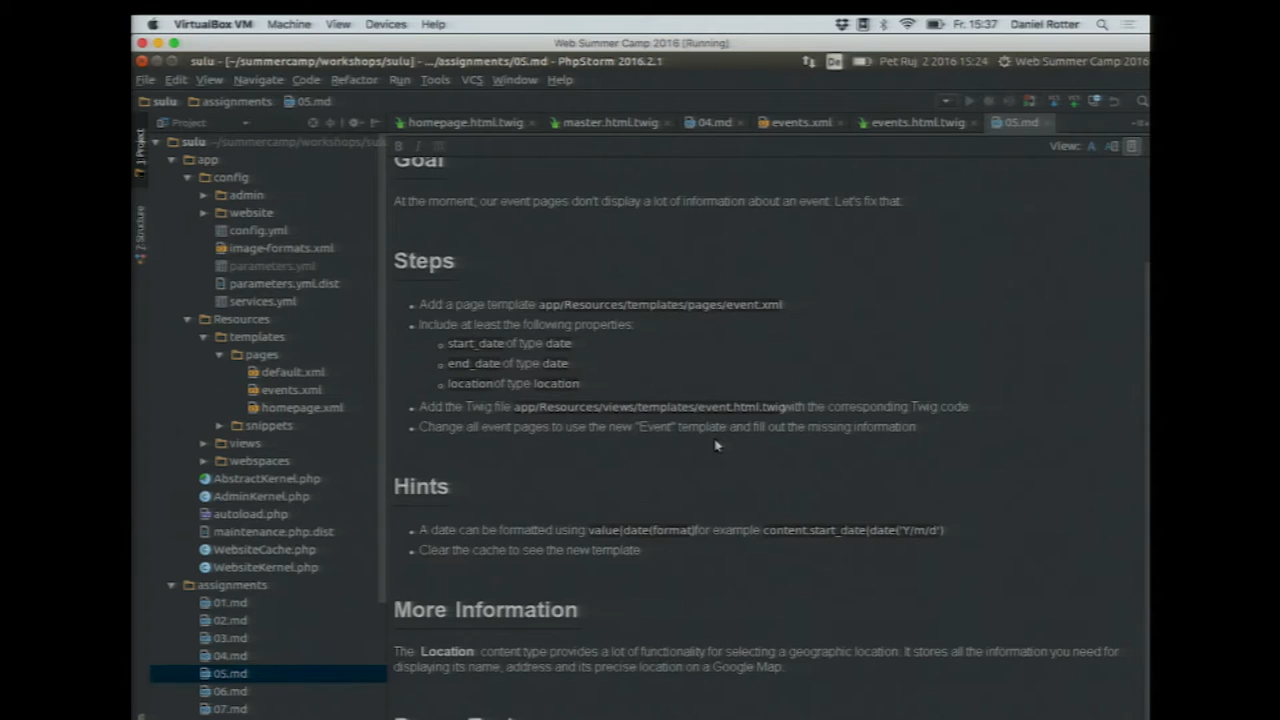 VirtualBox VM Machine View Devices Help Fr. 15:37 Daniel Rotter
Web Summer Camp 2016 [Running]
sulu - [~/summercamp/workshops/sulu] - .../assignments/05.md - PhpStorm 2016.2.1 De Pet Ruj 2 2016 15:24 Web Summer Camp 2016
File Edit View Navigate Code Refactor Run Tools VCS Window Help
sulu assignments 05.md
1: Project
Project
homepage.html.twig master.html.twig 04.md events.xml events.html.twig 05.md
sulu ~/summercamp/workshops/sulu
B I View: A
app
config
admin
website
config.yml
image-formats.xml
parameters.yml
parameters.yml.dist
services.yml
Resources
templates
pages
default.xml
events.xml
homepage.xml
snippets
views
webspaces
AbstractKernel.php
AdminKernel.php
autoload.php
maintenance.php.dist
WebsiteCache.php
WebsiteKernel.php
assignments
01.md
02.md
03.md
04.md
05.md
06.md
07.md
Z: Structure
Goal
At the moment, our event pages don't display a lot of information about an event. Let's fix that.
Steps
Add a page template app/Resources/templates/pages/event.xml
Include at least the following properties:
start_date of type date
end_date of type date
location of type location
Add the Twig file app/Resources/views/templates/event.html.twig with the corresponding Twig code
Change all event pages to use the new "Event" template and fill out the missing information
Hints
A date can be formatted using value|date(format) for example content.start_date|date('Y/m/d')
Clear the cache to see the new template
More Information
The Location content type provides a lot of functionality for selecting a geographic location. It stores all the information you need for
displaying its name, address and its precise location on a Google Map.